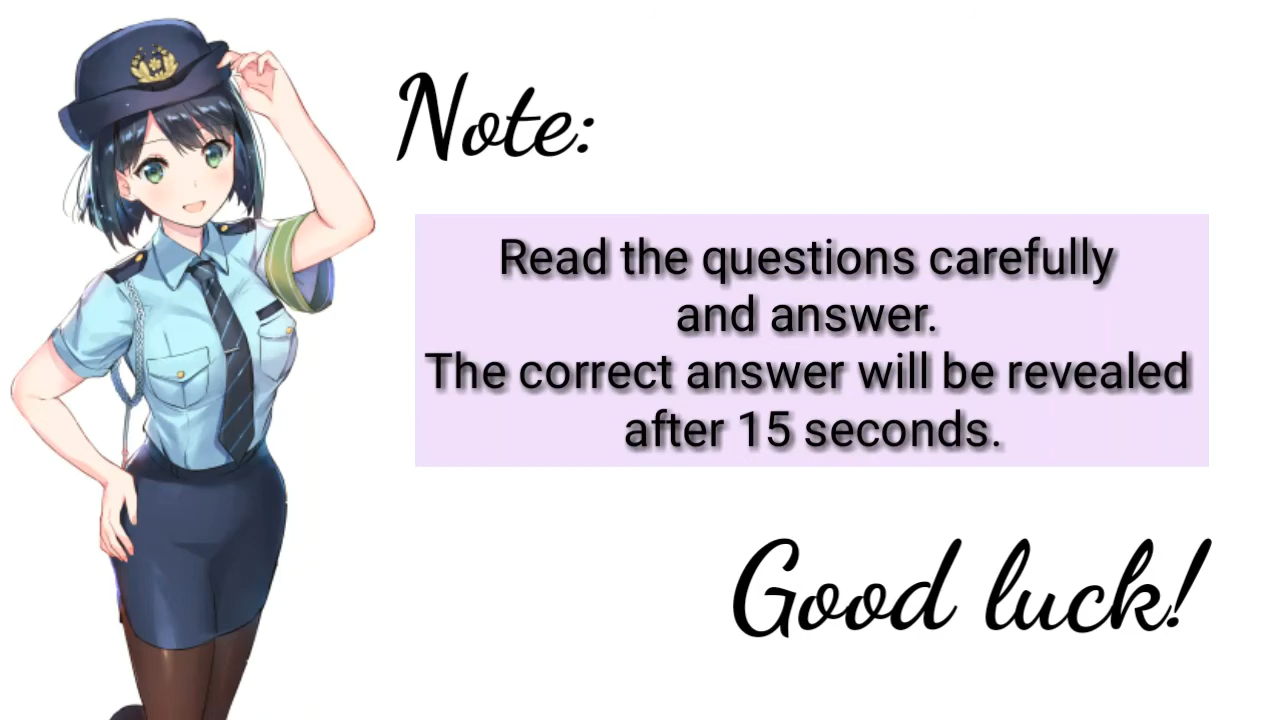 Note:
Read the questions carefully
and answer.
The correct answer will be revealed
after 15 seconds.
Good luck!